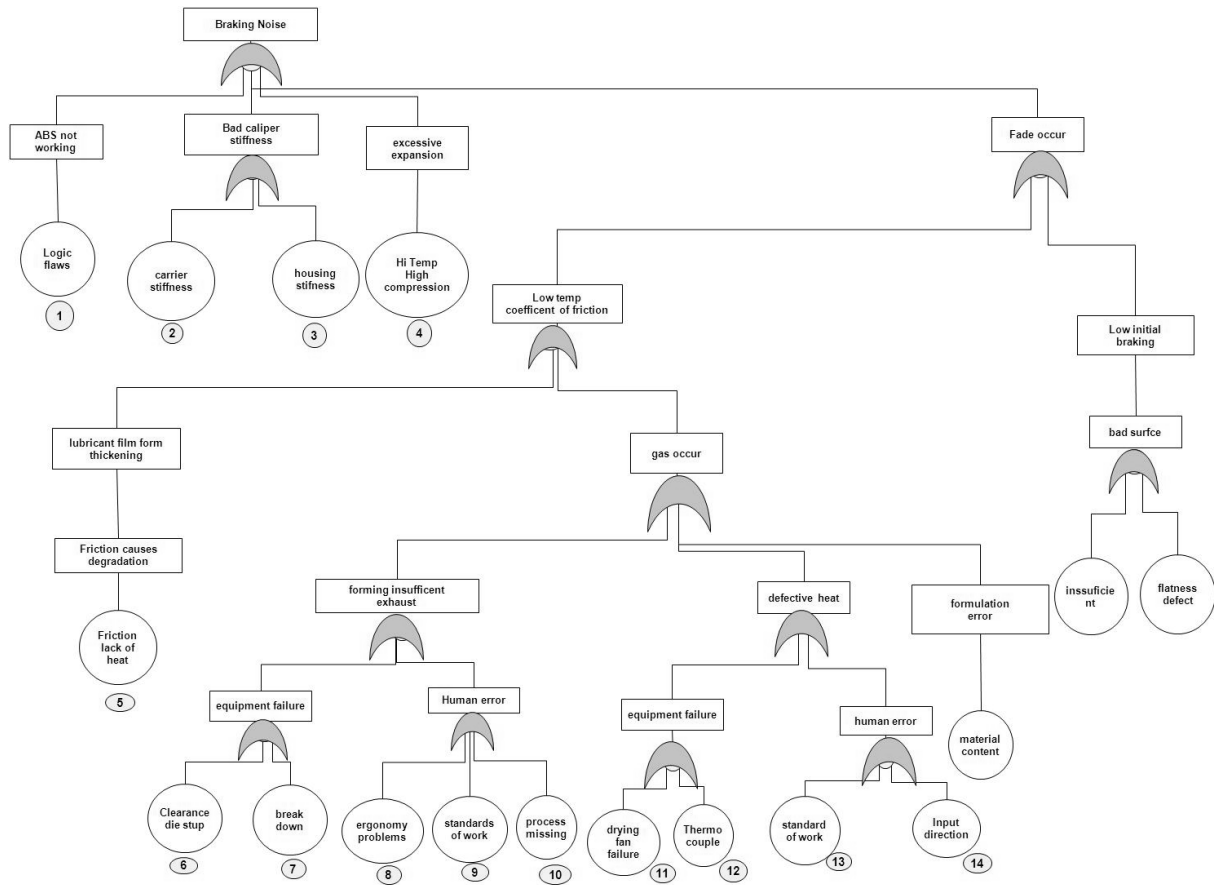 Braking Noise
ABS not
working
Bad caliper
stiffness
excessive
expansion
Fade occur
Logic
flaws
carrier
stiffness
housing
stifness
Hi Temp
High
compression
1
2
3
4
Low temp
coefficent of friction
Low initial
braking
lubricant film form
thickening
gas occur
bad surfce
Friction causes
degradation
forming insufficent
exhaust
defective heat
formulation
error
inssuficie
nt
flatness
defect
Friction
lack of
heat
5
equipment failure
Human error
equipment failure
human error
material
content
Clearance
die stup
break
down
ergonomy
problems
standards
of work
process
missing
drying
fan
failure
Thermo
couple
standard
of work
Input
direction
6
7
8
9
10
11
12
13
14